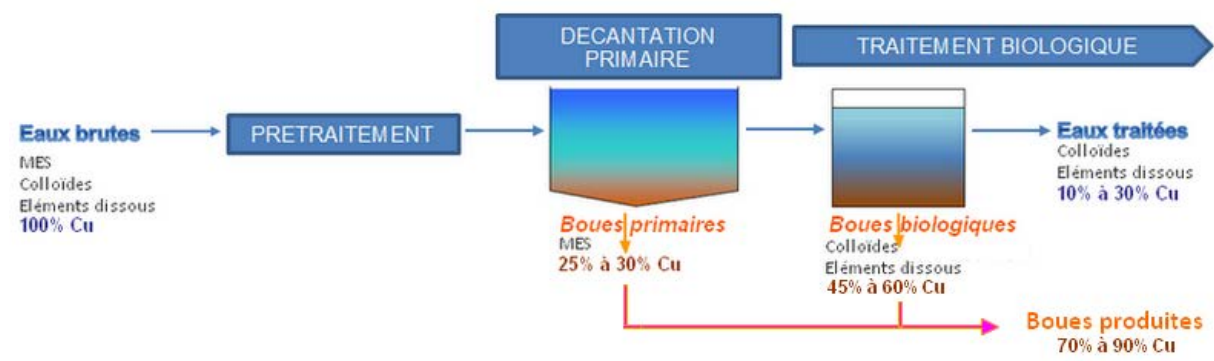 DECANTATION
PRIMAIRE
TRAITEMENT BIOLOGIQUE
Eaux brutes
MES
Colloïdes
Eléments dissous
100% Cu
PRETRAITEMENT
Boues primaires
MES
25% à 30% Cu
Boues biologiques
Colloïdes
Eléments dissous
45% à 60% Cu
Eaux traitées
Colloïdes
Eléments dissous
10% à 30% Cu
Boues produites
70% à 90% Cu